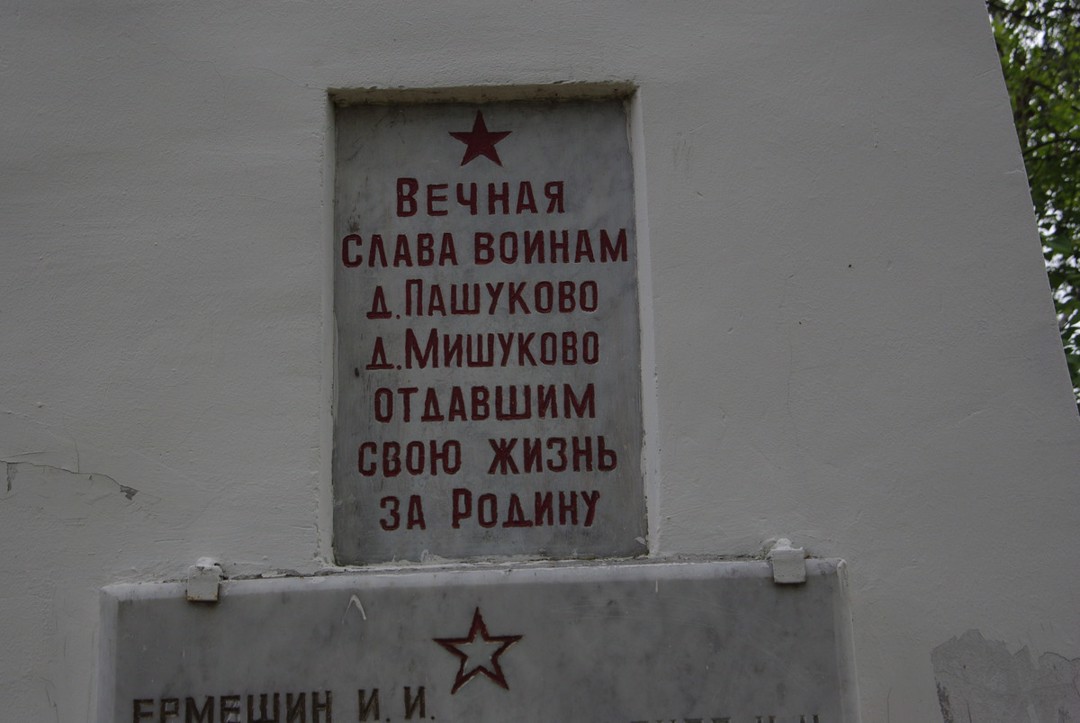 Вечная
слава воинам
д.Пашуково
д.Мишуково
отдавшим
свою жизнь
за Родину
ЕРМЕШИН И. И.